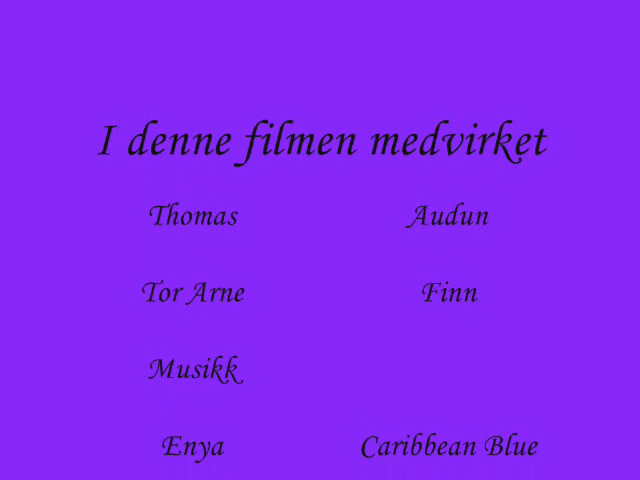 I denne filmen medvirket
Thomas Audun
Tor Arne Finn
Musikk
Enya Caribbean Blue